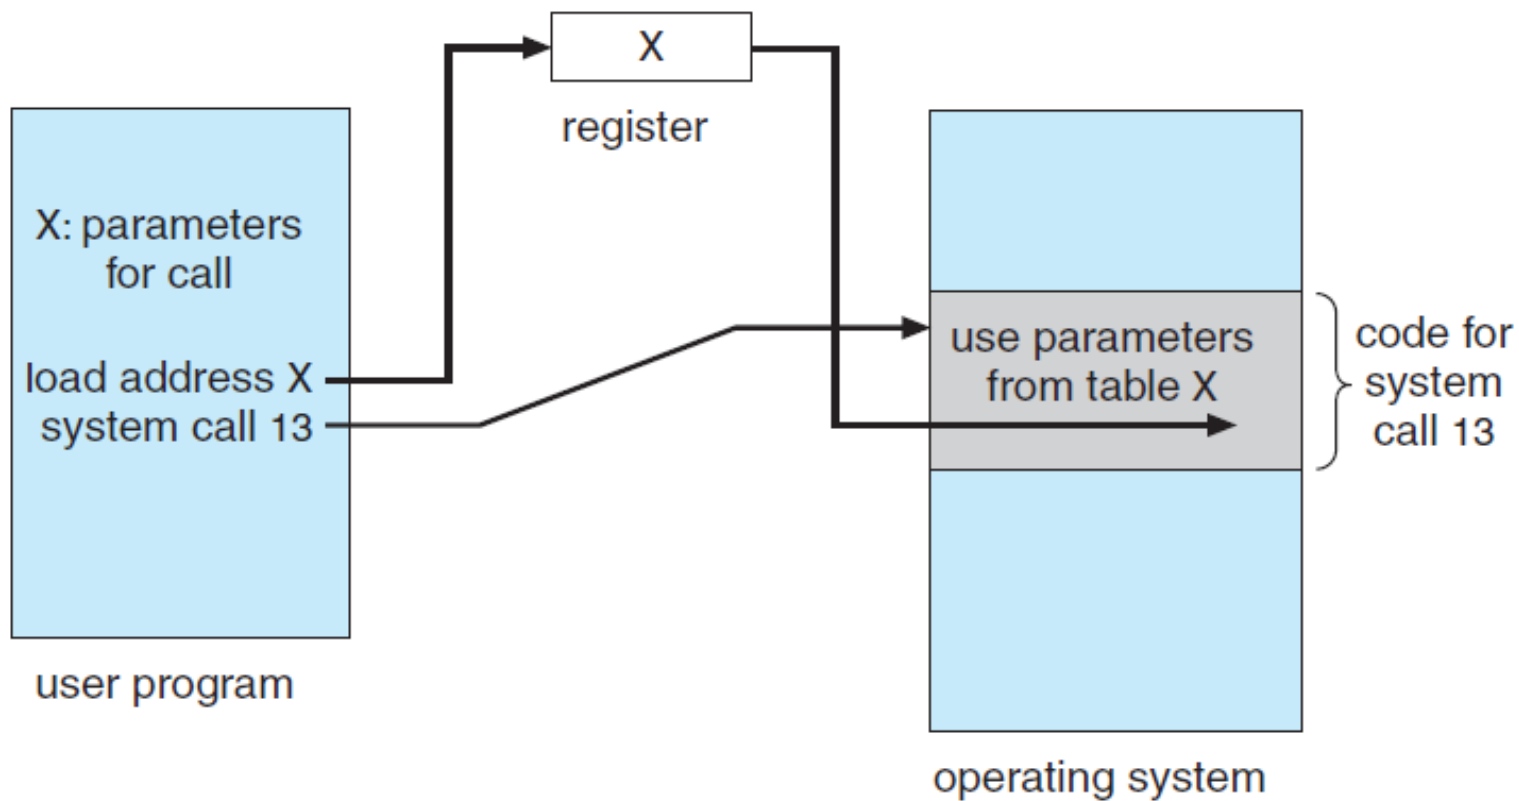 X
register
X: parameters
for call
load address X
system call 13
user program
use parameters
from table X
code for
system
call 13
operating system